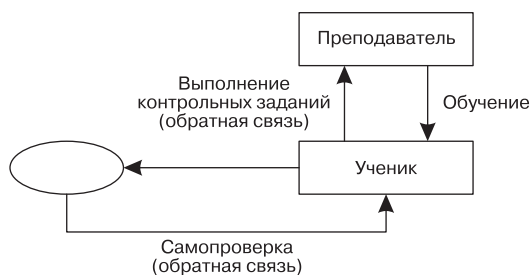 Преподаватель
Выполнение
контрольных заданий
(обратная связь)
Обучение
Ученик
Самопроверка
(обратная связь)